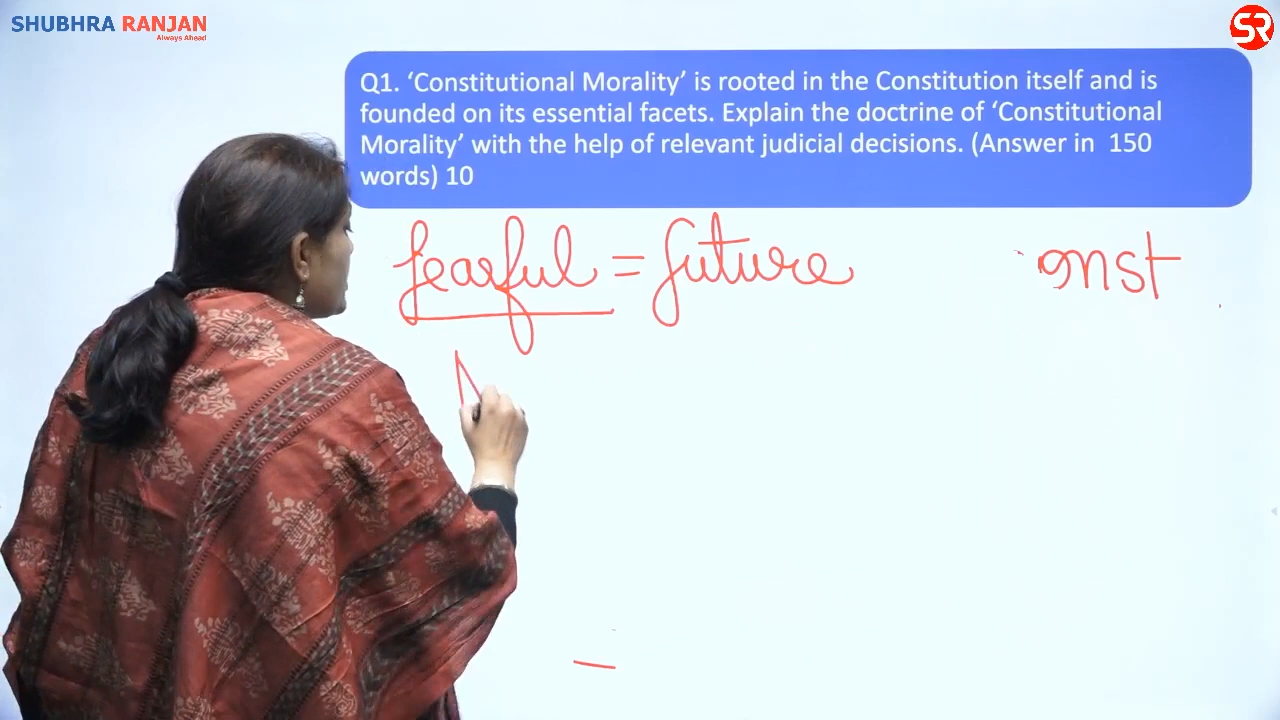 SHUBHRA RANJAN
Always Ahead
SR
Q1. ‘Constitutional Morality’ is rooted in the Constitution itself and is
founded on its essential facets. Explain the doctrine of ‘Constitutional
Morality’ with the help of relevant judicial decisions. (Answer in 150
words) 10
fearful = future
onst